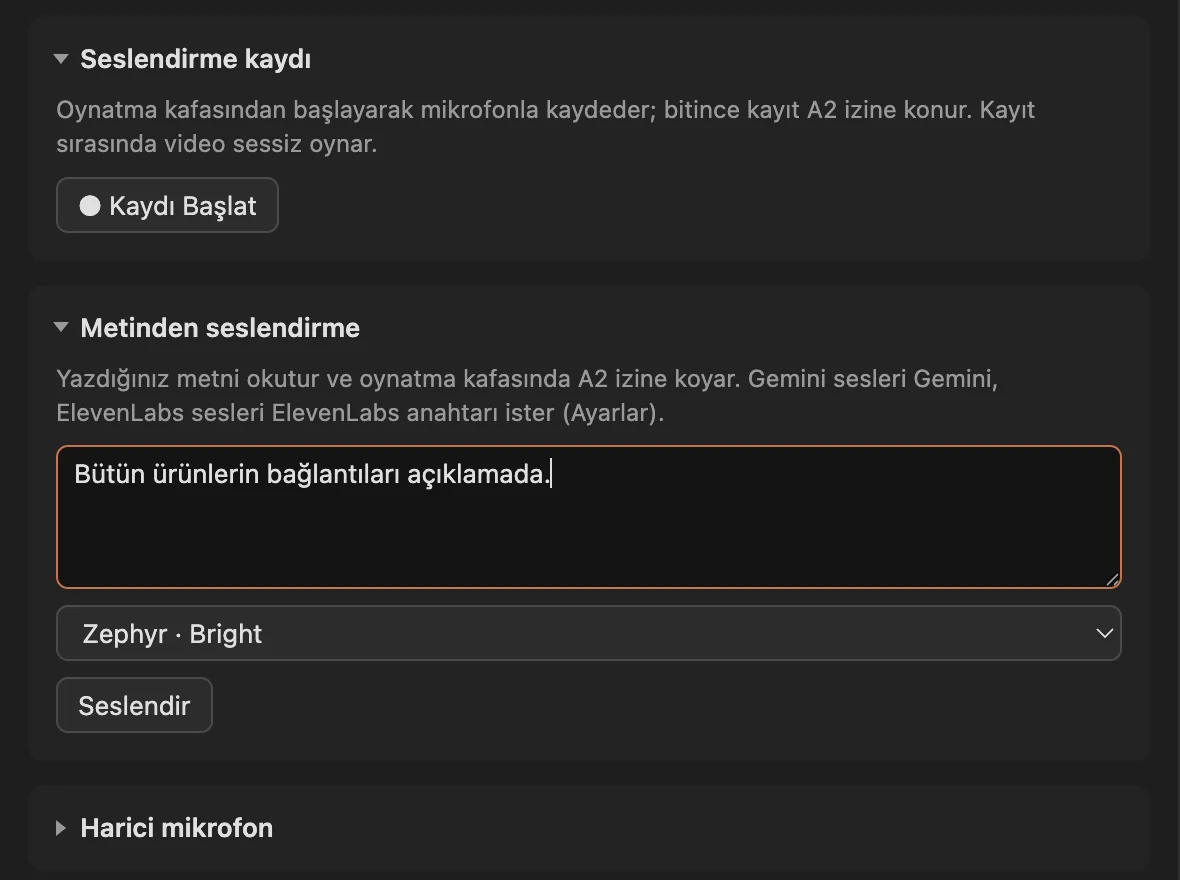 Seslendirme kaydı
Oynatma kafasından başlayarak mikrofonla kaydeder; bitince kayıt A2 izine konur. Kayıt
sırasında video sessiz oynar.
Kaydı Başlat
Metinden seslendirme
Yazdığınız metni okutur ve oynatma kafasında A2 izine koyar. Gemini sesleri Gemini,
ElevenLabs sesleri ElevenLabs anahtarı ister (Ayarlar).
Bütün ürünlerin bağlantıları açıklamada.
Zephyr · Bright
Seslendir
Harici mikrofon